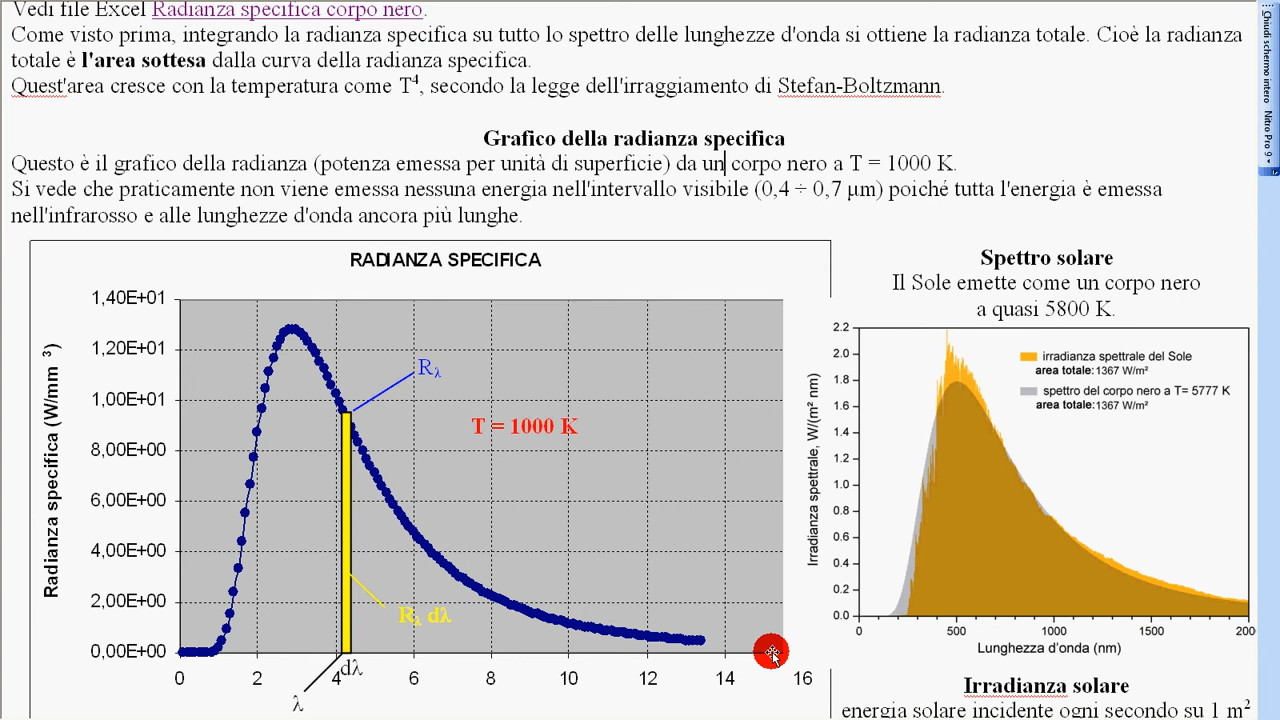 Vedi file Excel Radianza specifica corpo nero.
Come visto prima, integrando la radianza specifica su tutto lo spettro delle lunghezze d'onda si ottiene la radianza totale. Cioè la radianza
totale è l'area sottesa dalla curva della radianza specifica.
Quest'area cresce con la temperatura come T⁴, secondo la legge dell'irraggiamento di Stefan-Boltzmann.
Grafico della radianza specifica
Questo è il grafico della radianza (potenza emessa per unità di superficie) da un corpo nero a T = 1000 K.
Si vede che praticamente non viene emessa nessuna energia nell'intervallo visibile (0,4 ÷ 0,7 µm) poiché tutta l'energia è emessa
nell'infrarosso e alle lunghezze d'onda ancora più lunghe.
RADIANZA SPECIFICA
Radianza specifica (W/mm ³)
1,40E+01
1,20E+01
1,00E+01
8,00E+00
6,00E+00
4,00E+00
2,00E+00
0,00E+00
0 2 4 6 8 10 12 14 16
Rλ
T = 1000 K
Rλ dλ
dλ
λ
Spettro solare
Il Sole emette come un corpo nero
a quasi 5800 K.
Irradianza spettrale, W/(m² nm)
2.2
2.0
1.8
1.6
1.4
1.2
1.0
0.8
0.6
0.4
0.2
0.0
irradianza spettrale del Sole
area totale: 1367 W/m²
spettro del corpo nero a T= 5777 K
area totale: 1367 W/m²
0 500 1000 1500 200
Lunghezza d'onda (nm)
Irradianza solare
energia solare incidente ogni secondo su 1 m²
Chiudi schermo intero
Nitro Pro 9